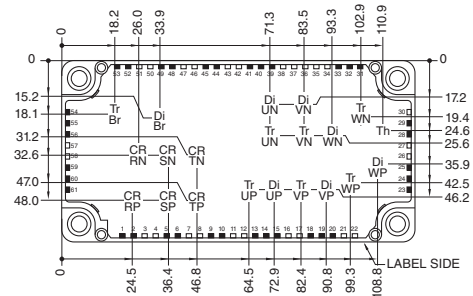 0 18.2 26.0 33.9 71.3 83.5 93.3 102.9 110.9
0 0
53 52 51 50 49 48 47 46 45 44 43 42 41 40 39 38 37 36 35 34 33 32 31
15.2 17.2
18.1 54 Tr Br Di Br Di UN Di VN Tr WN 30 19.4
55 29
31.2 56 Tr UN Tr VN Di WN Th 28 24.6
57 27 25.6
32.6 58 CR RN CR SN CR TN Di WP 26 35.9
59 25
47.0 60 Tr WP 24 42.5
48.0 61 CR RP CR SP CR TP Tr UP Di UP Tr VP Di VP 23 46.2
1 2 3 4 5 6 7 8 9 10 11 12 13 14 15 16 17 18 19 20 21 22
LABEL SIDE
0 24.5 36.4 46.8 64.5 72.9 82.4 90.8 99.3 108.8